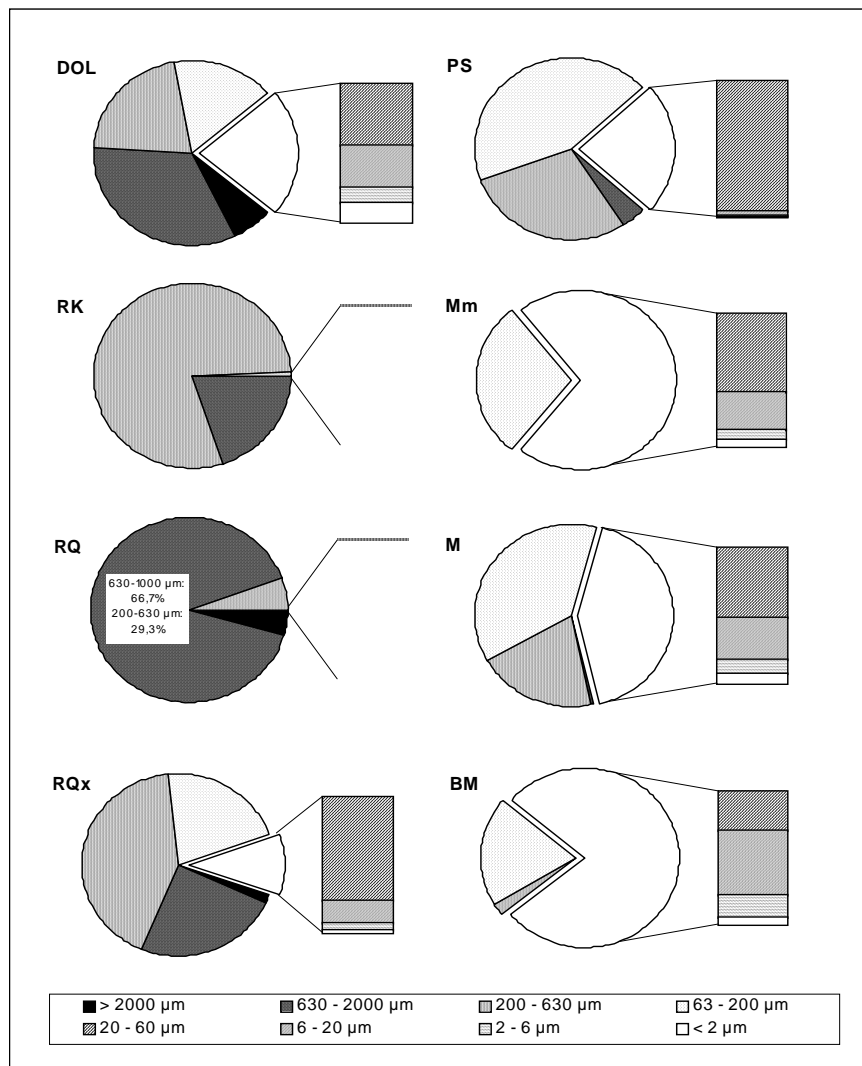 DOL
PS
RK
Mm
RQ
630-1000 µm:
66,7%
200-630 µm:
29,3%
M
RQx
BM
> 2000 µm
630 - 2000 µm
200 - 630 µm
63 - 200 µm
20 - 60 µm
6 - 20 µm
2 - 6 µm
< 2 µm